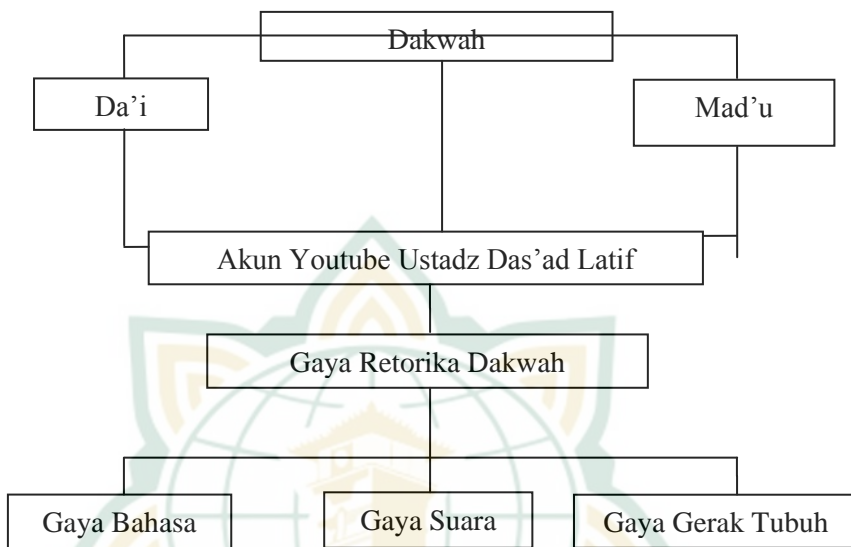 Dakwah
Da’i
Mad’u
Akun Youtube Ustadz Das’ad Latif
Gaya Retorika Dakwah
Gaya Bahasa
Gaya Suara
Gaya Gerak Tubuh